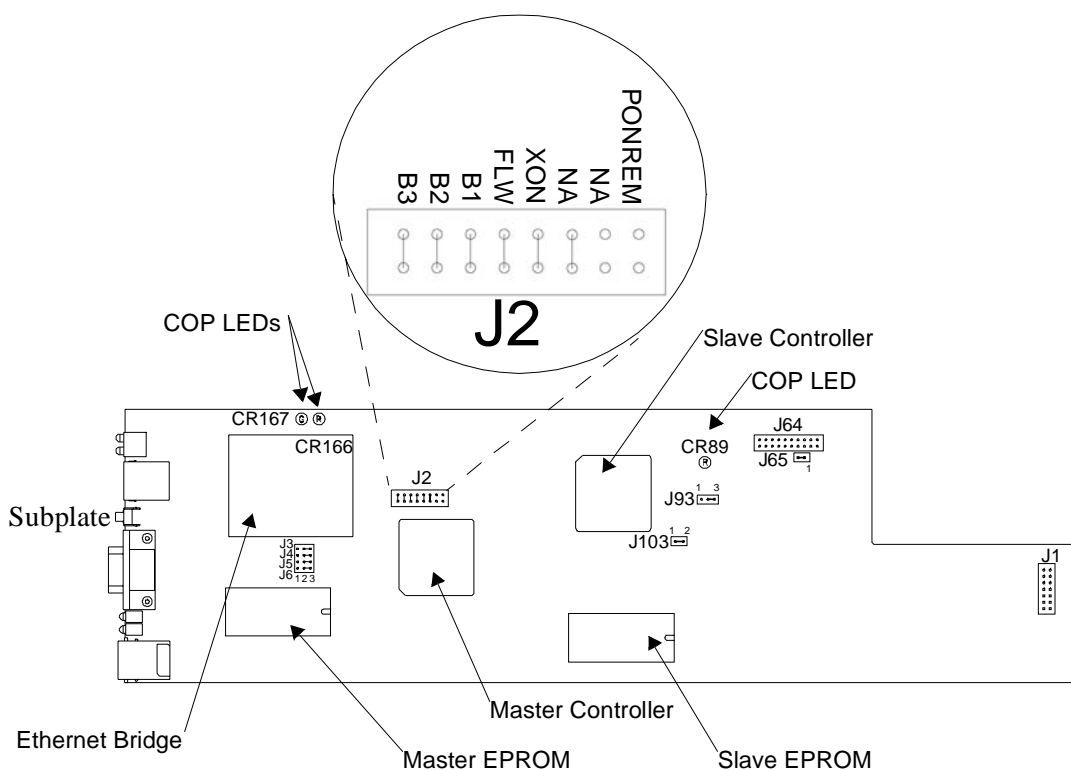 PONREM
NA
NA
XON
FLW
B1
B2
B3
J2
COP LEDs
Slave Controller
COP LED
CR167 G R
CR166
J2
CR89
R
J64
J65
1
J93 1 3
J103 1 2
Subplate
J3
J4
J5
J6
1 2 3
J1
Master Controller
Ethernet Bridge
Master EPROM
Slave EPROM